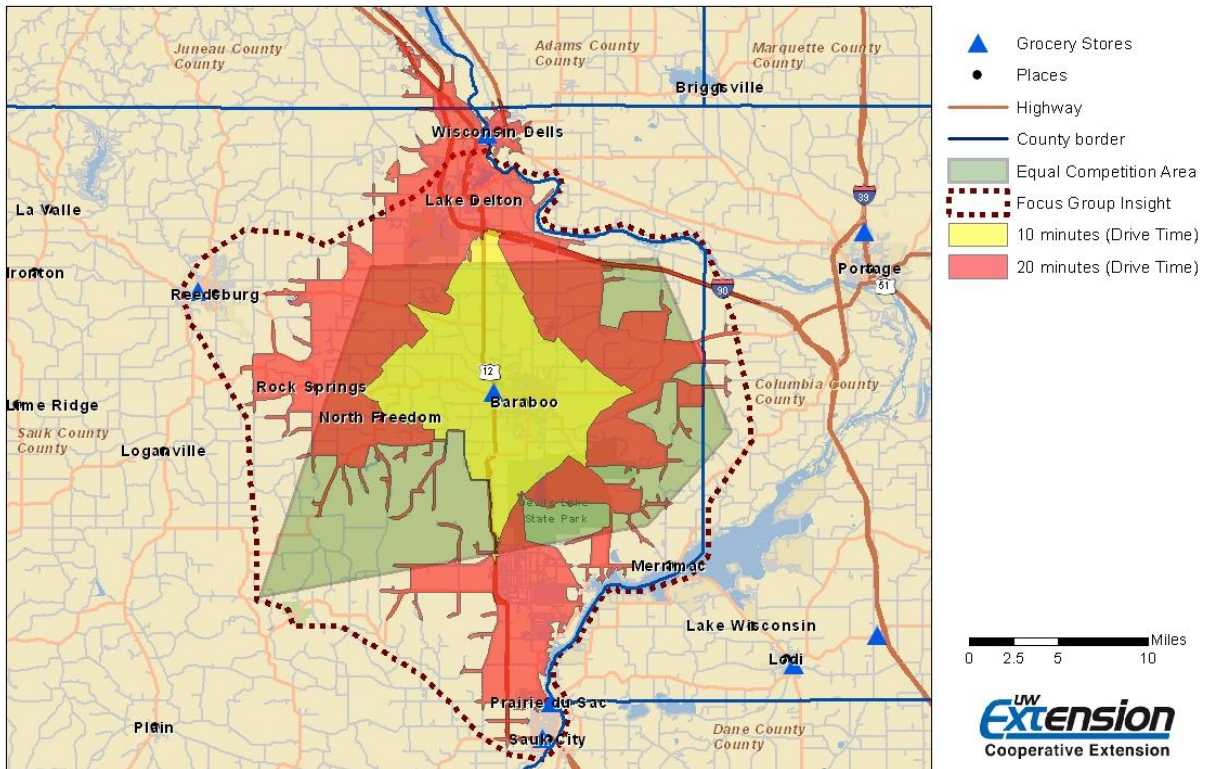 Juneau County
County
Adams County
County
Marquette County
County
Briggsville
Wisconsin Dells
La Valle
Lake Delton
39
Ironton
Portage
51
Reedsburg
90
12
Rock Springs
Baraboo
Columbia County
County
Lime Ridge
North Freedom
Sauk County
County
Loganville
Devil's Lake
State Park
Merrimac
Lake Wisconsin
Lodi
Prairie du Sac
Plain
Sauk City
Dane County
County
Grocery Stores
Places
Highway
County border
Equal Competition Area
Focus Group Insight
10 minutes (Drive Time)
20 minutes (Drive Time)
Miles
0 2.5 5 10
UW
Extension
Cooperative Extension